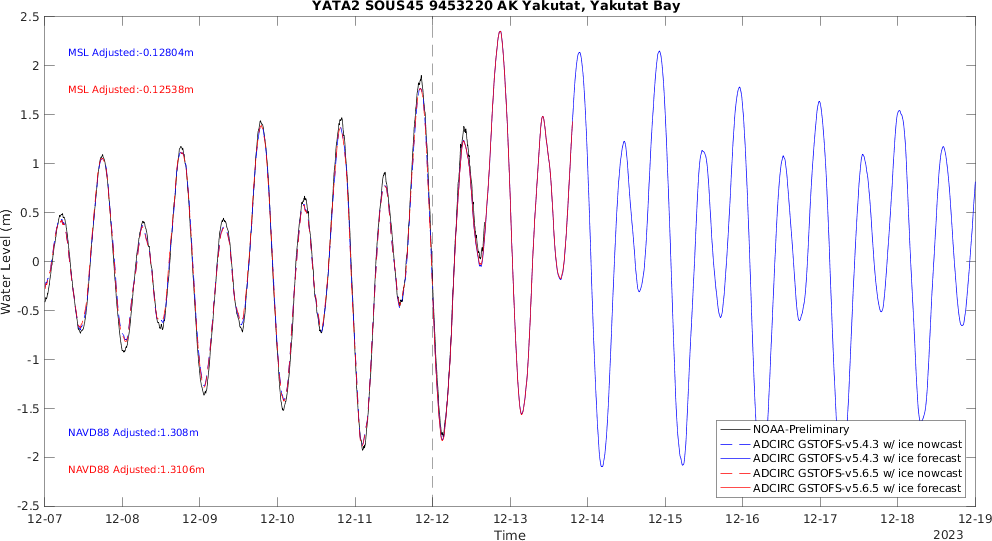 YATA2 SOUS45 9453220 AK Yakutat, Yakutat Bay
2.5
2
1.5
1
0.5
0
-0.5
-1
-1.5
-2
-2.5
Water Level (m)
MSL Adjusted:-0.12804m
MSL Adjusted:-0.12538m
NAVD88 Adjusted:1.308m
NAVD88 Adjusted:1.3106m
NOAA-Preliminary
ADCIRC GSTOFS-v5.4.3 w/ ice nowcast
ADCIRC GSTOFS-v5.4.3 w/ ice forecast
ADCIRC GSTOFS-v5.6.5 w/ ice nowcast
ADCIRC GSTOFS-v5.6.5 w/ ice forecast
12-07 12-08 12-09 12-10 12-11 12-12 12-13 12-14 12-15 12-16 12-17 12-18 12-19
Time
2023